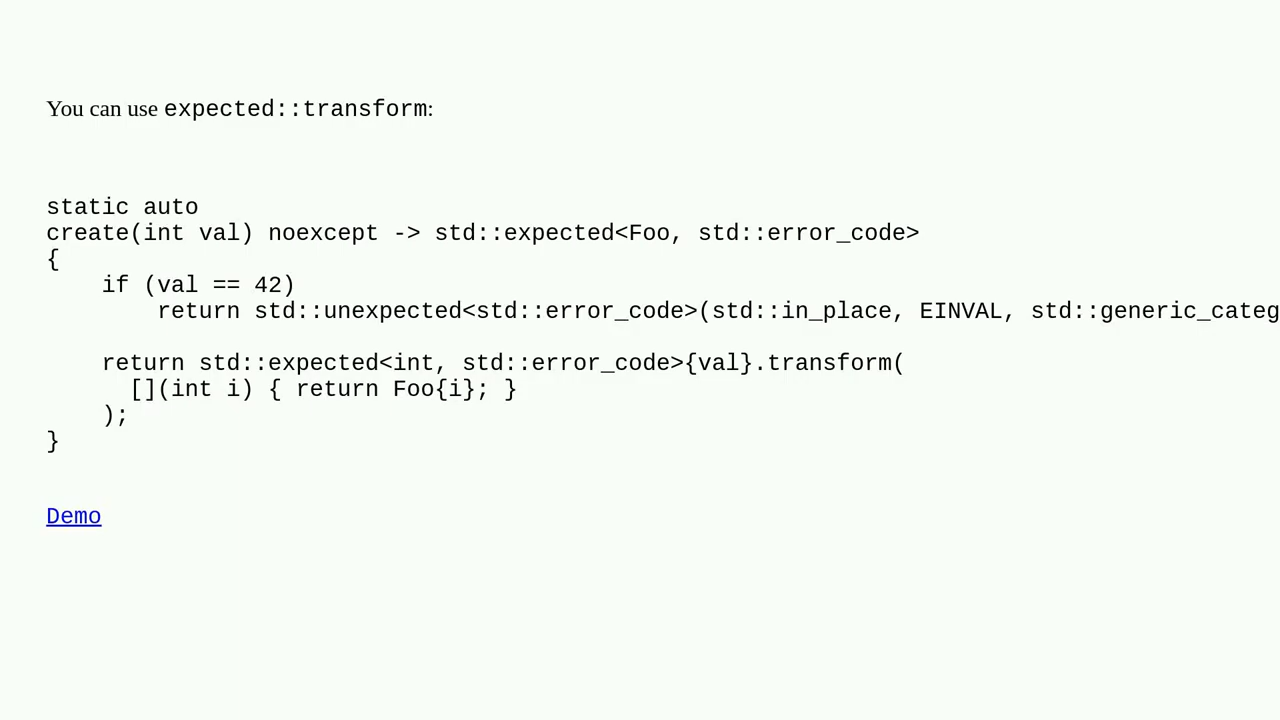 You can use expected::transform:
static auto
create(int val) noexcept -> std::expected<Foo, std::error_code>
{
    if (val == 42)
        return std::unexpected<std::error_code>(std::in_place, EINVAL, std::generic_categ
    return std::expected<int, std::error_code>{val}.transform(
      [](int i) { return Foo{i}; }
    );
}
Demo